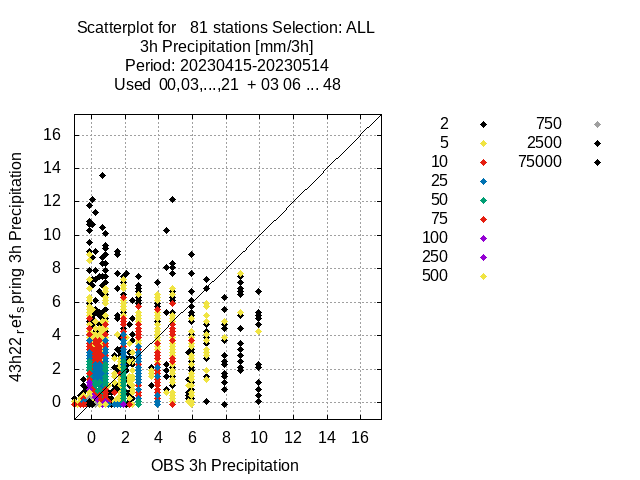 Scatterplot for 81 stations Selection: ALL
3h Precipitation [mm/3h]
Period: 20230415-20230514
Used 00,03,...,21 + 03 06 ... 48
16
14
12
10
8
6
4
2
0
43h22,ef s pring 3h Precipitation
0 2 4 6 8 10 12 14 16
OBS 3h Precipitation
2 750
5 2500
10 75000
25
50
75
100
250
500